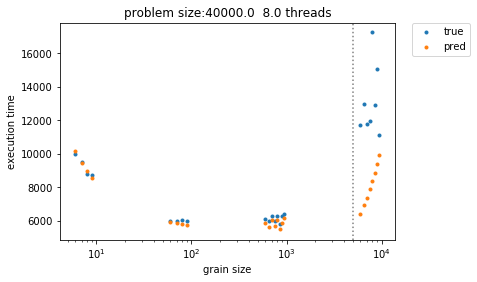 problem size:40000.0  8.0 threads
true
pred
execution time
16000
14000
12000
10000
8000
6000
10¹
10²
10³
10⁴
grain size